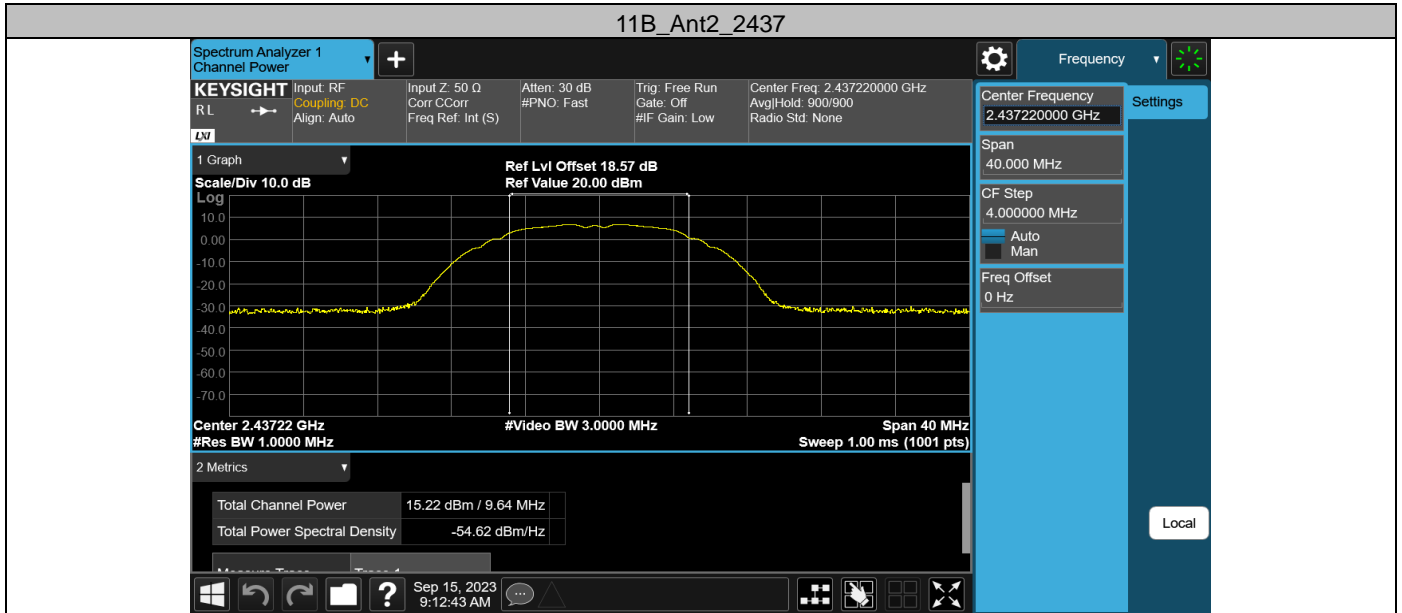 11B_Ant2_2437
Spectrum Analyzer 1
Channel Power
+
Frequency
KEYSIGHT
R L
LXI
Input: RF
Coupling: DC
Align: Auto
Input Z: 50 Ω
Corr CCorr
Freq Ref: Int (S)
Atten: 30 dB
#PNO: Fast
Trig: Free Run
Gate: Off
#IF Gain: Low
Center Freq: 2.437220000 GHz
Avg|Hold: 900/900
Radio Std: None
Center Frequency
2.437220000 GHz
Settings
Span
40.000 MHz
CF Step
4.000000 MHz
Auto
Man
Freq Offset
0 Hz
Local
1 Graph
Scale/Div 10.0 dB
Ref Lvl Offset 18.57 dB
Ref Value 20.00 dBm
Log
10.0
0.00
-10.0
-20.0
-30.0
-40.0
-50.0
-60.0
-70.0
Center 2.43722 GHz
#Video BW 3.0000 MHz
Span 40 MHz
#Res BW 1.0000 MHz
Sweep 1.00 ms (1001 pts)
2 Metrics
Total Channel Power 15.22 dBm / 9.64 MHz
Total Power Spectral Density -54.62 dBm/Hz
Measure Trace Trace 1
?
Sep 15, 2023
9:12:43 AM